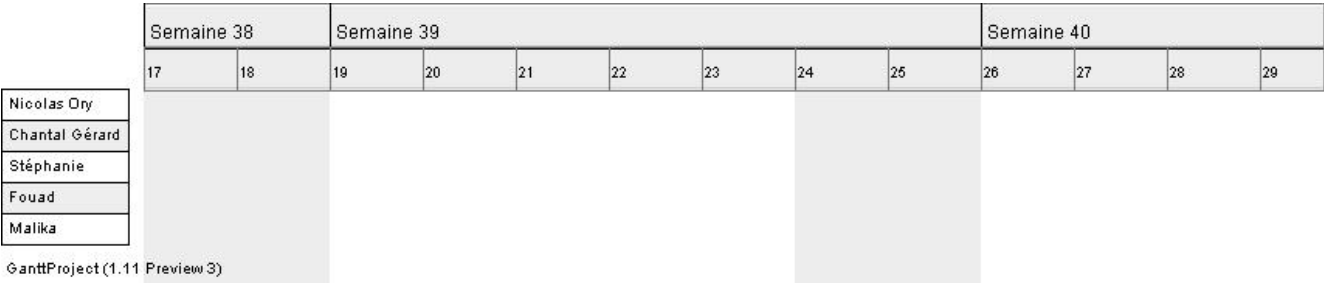 Semaine 38 Semaine 39 Semaine 40
17 18 19 20 21 22 23 24 25 26 27 28 29
Nicolas Ory
Chantal Gérard
Stéphanie
Fouad
Malika
GanttProject (1.11 Preview 3)